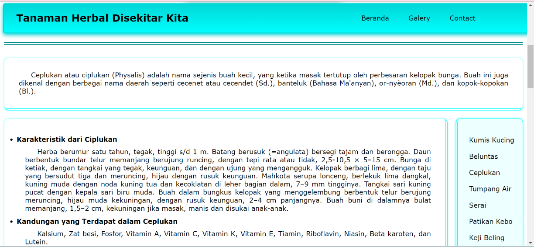 Tanaman Herbal Disekitar Kita
Beranda Galery Contact
Ceplukan atau ciplukan (Physalis) adalah nama sejenis buah kecil, yang ketika masak tertutup oleh perbesaran kelopak bunga. Buah ini juga
dikenal dengan berbagai nama daerah seperti cecenet atau cecendet (Sd.), banteluk (Bahasa Ma'anyan), or-nyèoran (Md.), dan kopok-kopokan
(Bl.).
Karakteristik dari Ciplukan
Herba berumur satu tahun, tegak, tinggi s/d 1 m. Batang berusuk (=angulata) bersegi tajam dan berongga. Daun
berbentuk bundar telur memanjang berujung runcing, dengan tepi rata atau tidak, 2,5-10,5 × 5-15 cm. Bunga di
ketiak, dengan tangkai yang tegak, keunguan, dan dengan ujung yang mengangguk. Kelopak berbagi lima, dengan taju
yang bersudut tiga dan meruncing, hijau dengan rusuk keunguan. Mahkota serupa lonceng, berlekuk lima dangkal,
kuning muda dengan noda kuning tua dan kecoklatan di leher bagian dalam, 7–9 mm tingginya. Tangkai sari kuning
pucat dengan kepala sari biru muda. Buah dalam bungkus kelopak yang menggelembung berbentuk telur berujung
meruncing, hijau muda kekuningan, dengan rusuk keunguan, 2–4 cm panjangnya. Buah buni di dalamnya bulat
memanjang, 1,5–2 cm, kekuningan jika masak, manis dan disukai anak-anak.
Kandungan yang Terdapat dalam Ceplukan
Kalsium, Zat besi, Fosfor, Vitamin A, Vitamin C, Vitamin K, Vitamin E, Tiamin, Riboflavin, Niasin, Beta karoten, dan
Lutein.
Kumis Kucing
Beluntas
Ceplukan
Tumpang Air
Serai
Patikan Kebo
Keji Beling